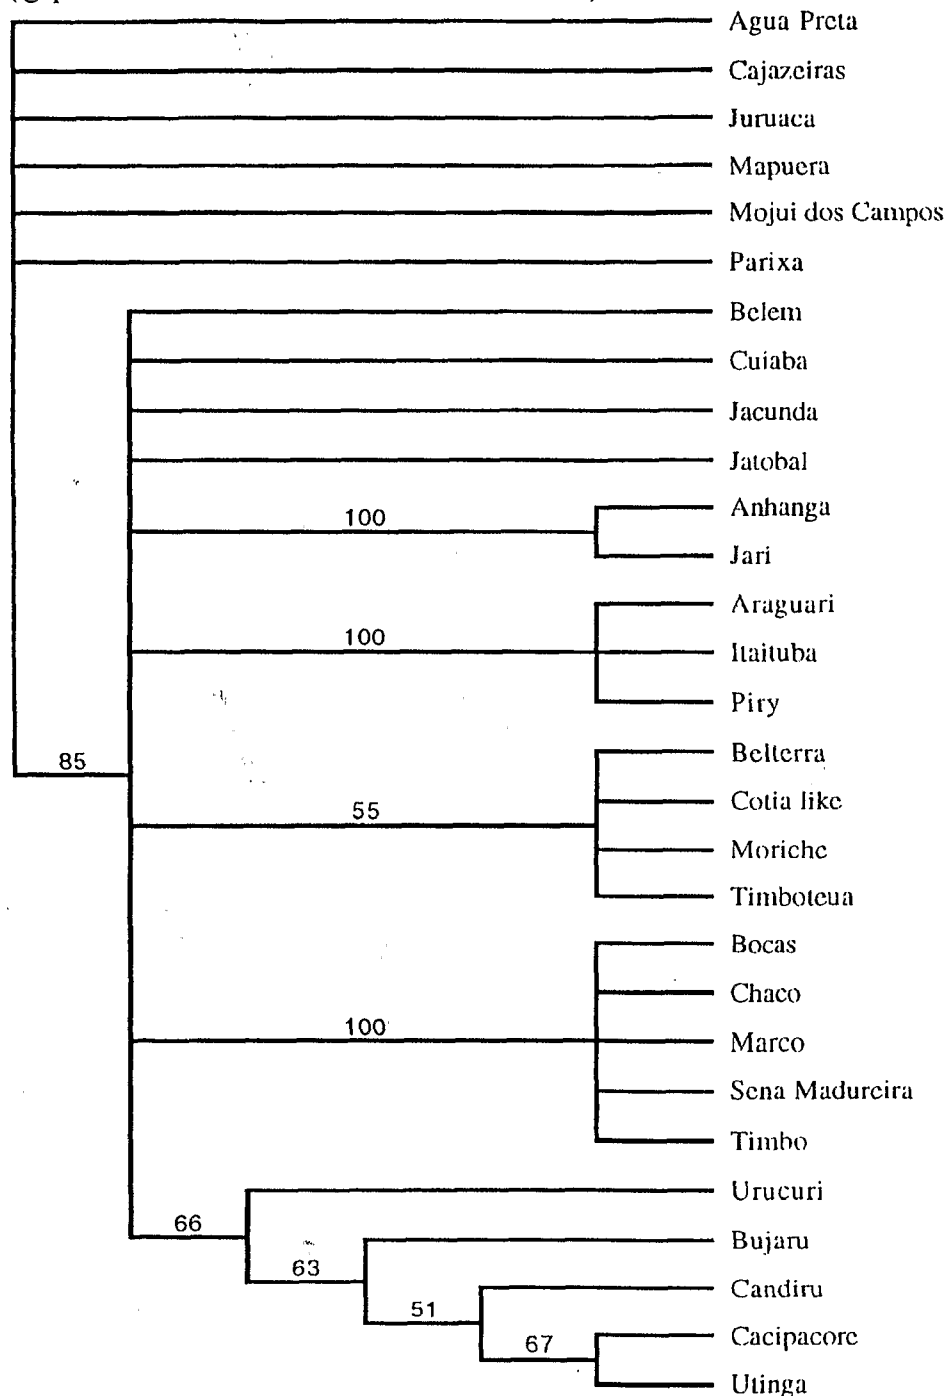 Agua Preta
Cajazeiras
Juruaca
Mapuera
Mojui dos Campos
Parixa
Belem
Cuiaba
Jacunda
Jatobal
100
Anhanga
Jari
Araguari
100
Itaituba
Piry
85
Belterra
Cotia like
55
Moriche
Timboteua
Bocas
Chaco
100
Marco
Sena Madureira
Timbo
Urucuri
66
Bujaru
63
Candiru
51
Cacipacore
67
Utinga